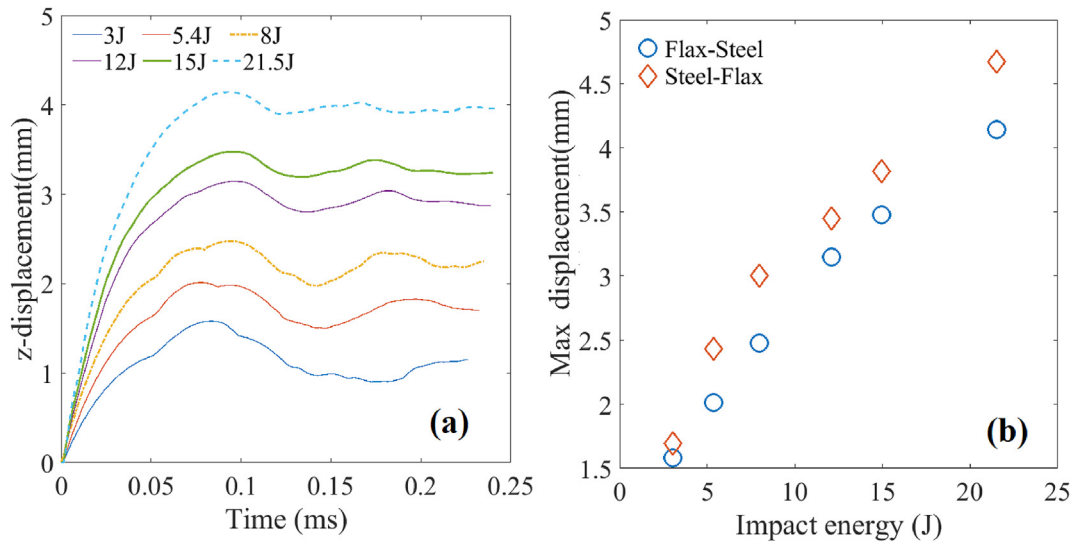 5
4
3
2
1
0
z-displacement(mm)
3J 5.4J 8J
12J 15J 21.5J
(a)
0 0.05 0.1 0.15 0.2 0.25
Time (ms)
5
4.5
4
3.5
3
2.5
2
1.5
Max displacement(mm)
Flax-Steel
Steel-Flax
(b)
0 5 10 15 20 25
Impact energy (J)